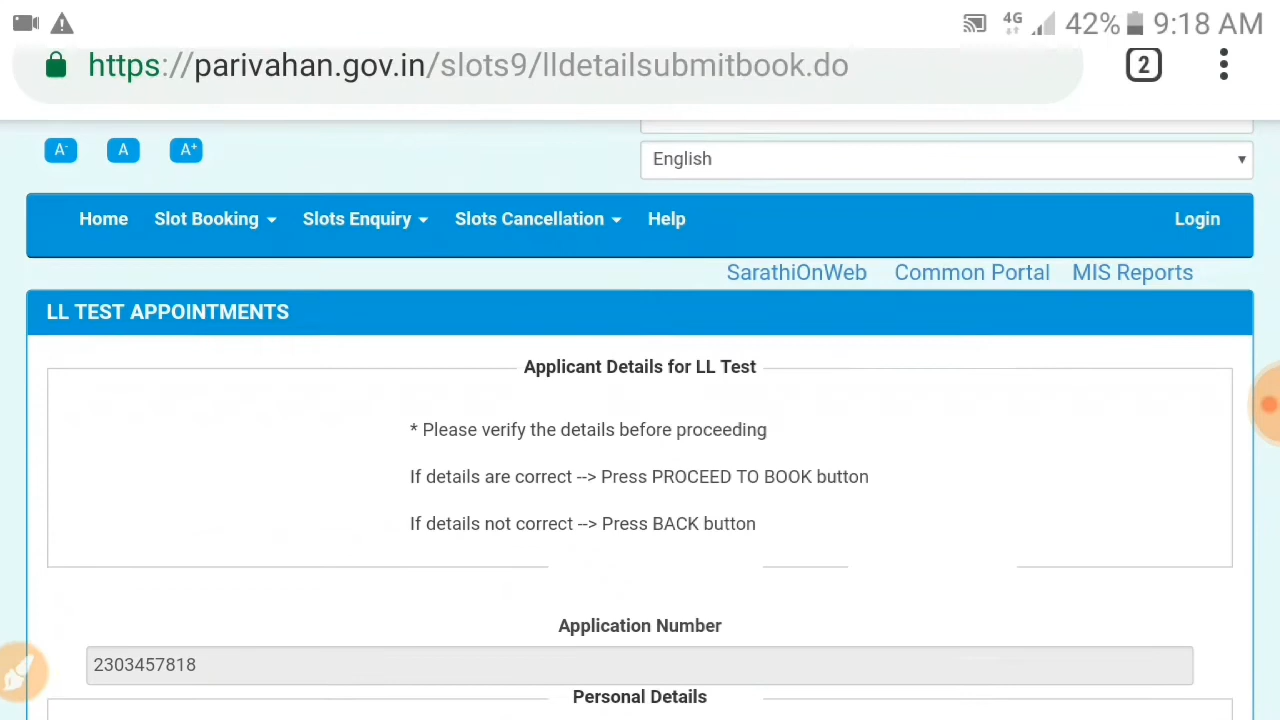 4G 42% 9:18 AM
https://parivahan.gov.in/slots9/lldetailsubmitbook.do 2
A- A A+
English
Home Slot Booking Slots Enquiry Slots Cancellation Help Login
SarathiOnWeb Common Portal MIS Reports
LL TEST APPOINTMENTS
Applicant Details for LL Test
* Please verify the details before proceeding
If details are correct --> Press PROCEED TO BOOK button
If details not correct --> Press BACK button
Application Number
2303457818
Personal Details